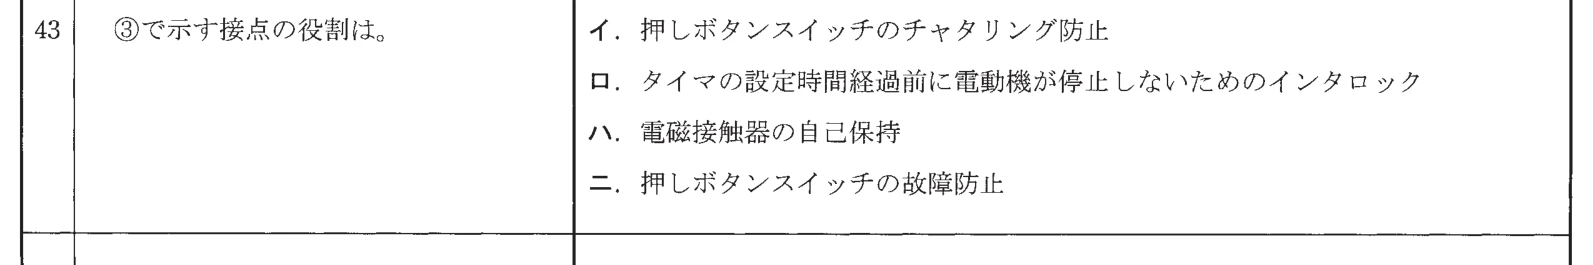 43 ③で示す接点の役割は。
イ．押しボタンスイッチのチャタリング防止
ロ．タイマの設定時間経過前に電動機が停止しないためのインタロック
ハ．電磁接触器の自己保持
ニ．押しボタンスイッチの故障防止